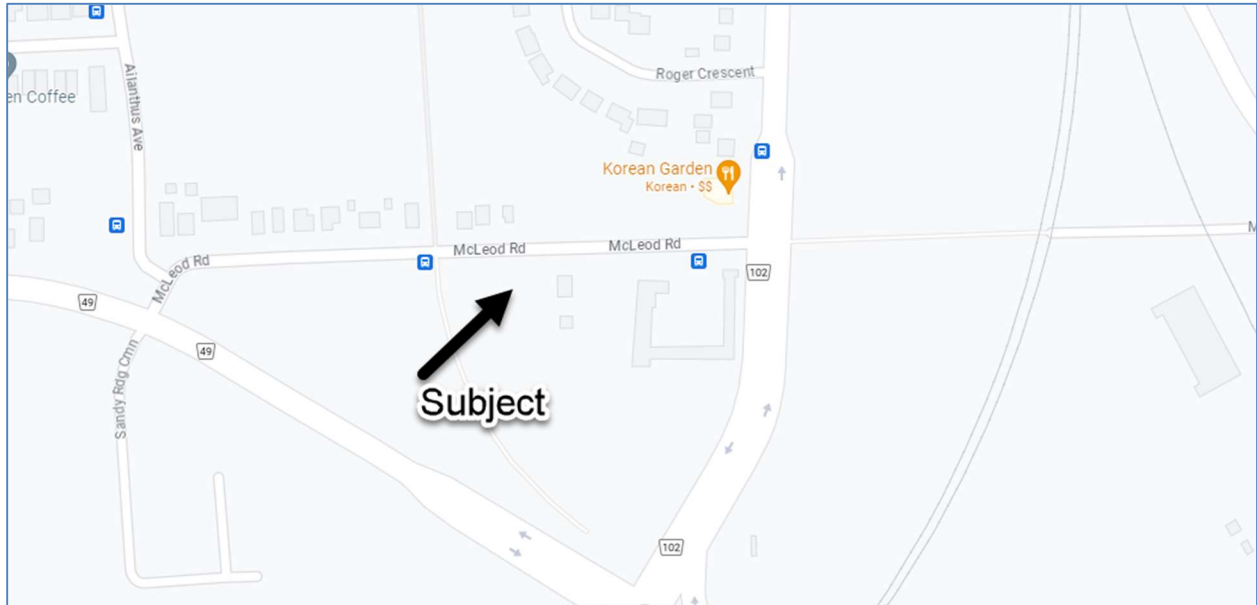 Ailanthus Ave
en Coffee
Roger Crescent
Korean Garden
Korean • $$
McLeod Rd
McLeod Rd
McLeod Rd
M
102
49
49
Sandy Rdg Cmn
Subject
102